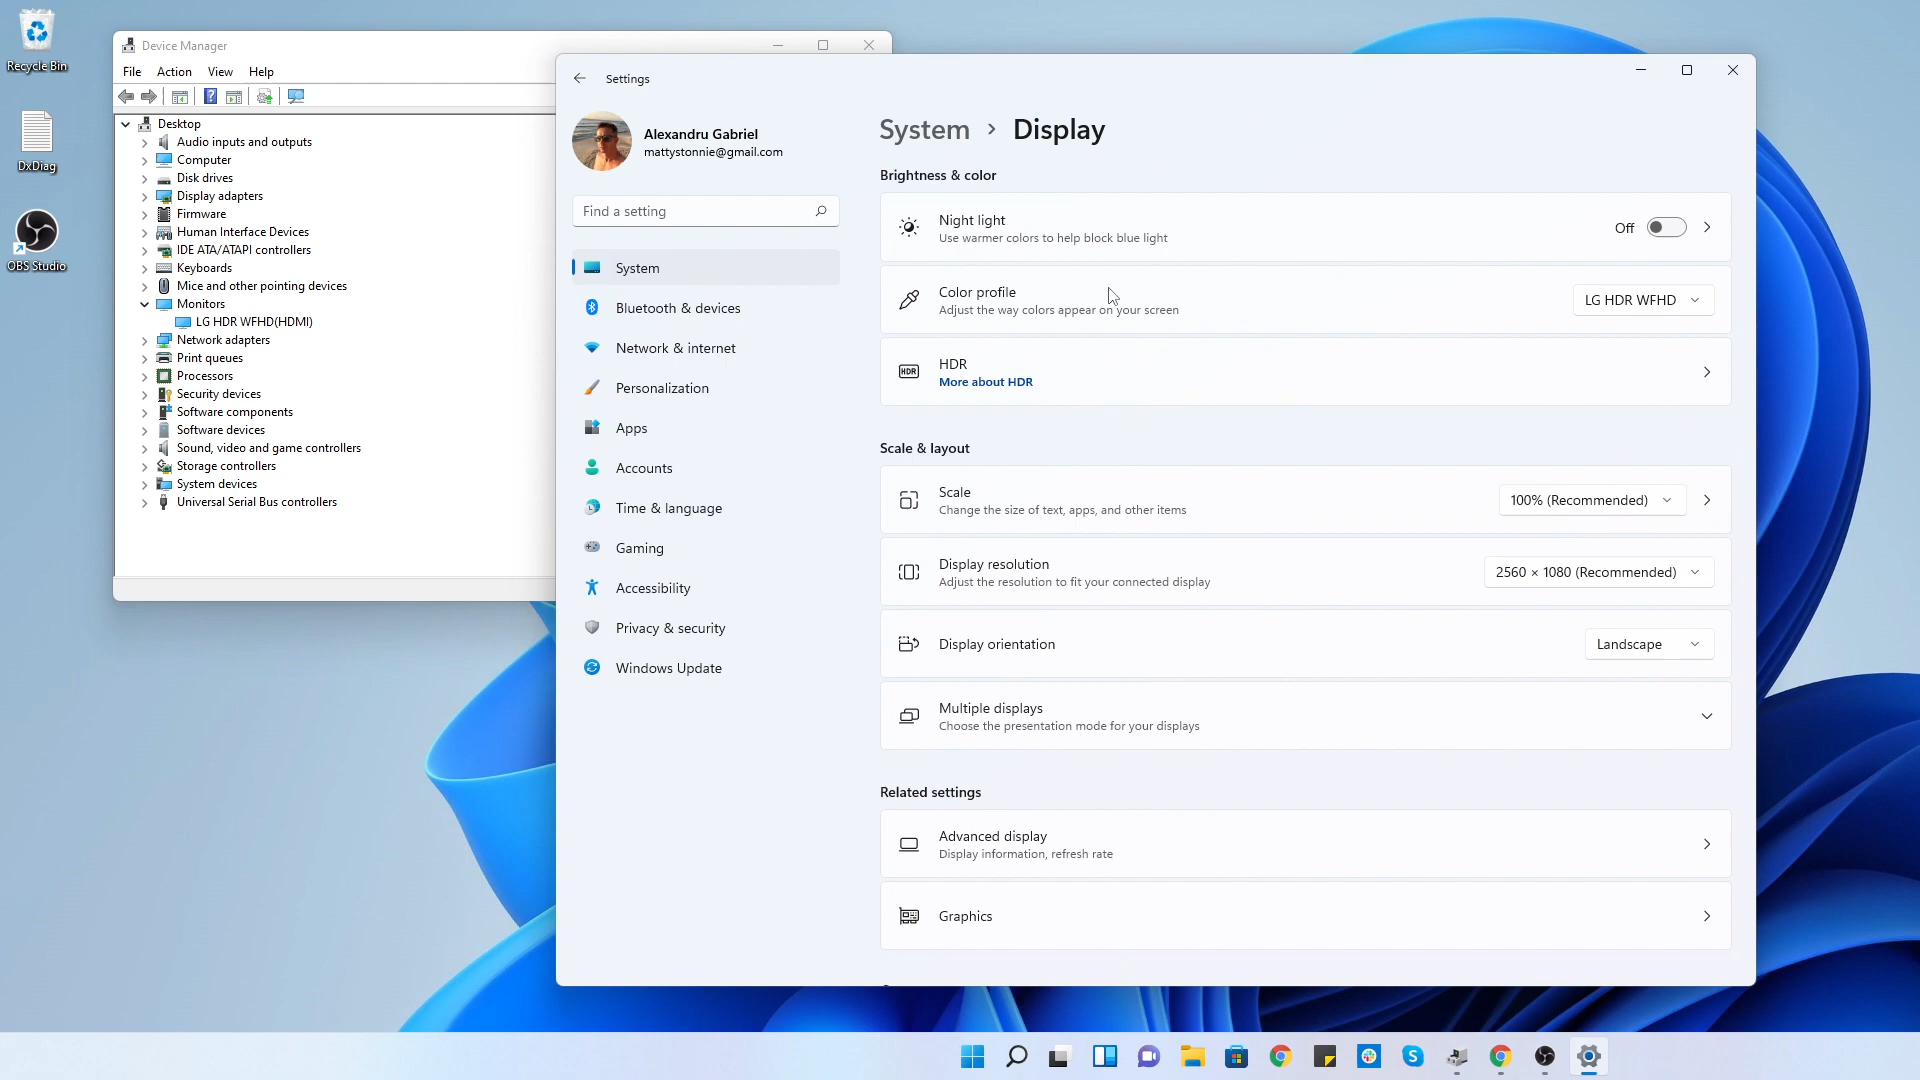 Recycle Bin
DxDiag
OBS Studio
Device Manager
File Action View Help
Desktop
Audio inputs and outputs
Computer
Disk drives
Display adapters
Firmware
Human Interface Devices
IDE ATA/ATAPI controllers
Keyboards
Mice and other pointing devices
Monitors
LG HDR WFHD(HDMI)
Network adapters
Print queues
Processors
Security devices
Software components
Software devices
Sound, video and game controllers
Storage controllers
System devices
Universal Serial Bus controllers
Settings
Alexandru Gabriel
mattystonnie@gmail.com
Find a setting
System
Bluetooth & devices
Network & internet
Personalization
Apps
Accounts
Time & language
Gaming
Accessibility
Privacy & security
Windows Update
System > Display
Brightness & color
Night light
Use warmer colors to help block blue light
Off
Color profile
Adjust the way colors appear on your screen
LG HDR WFHD
HDR
HDR
More about HDR
Scale & layout
Scale
Change the size of text, apps, and other items
100% (Recommended)
Display resolution
Adjust the resolution to fit your connected display
2560 × 1080 (Recommended)
Display orientation
Landscape
Multiple displays
Choose the presentation mode for your displays
Related settings
Advanced display
Display information, refresh rate
Graphics